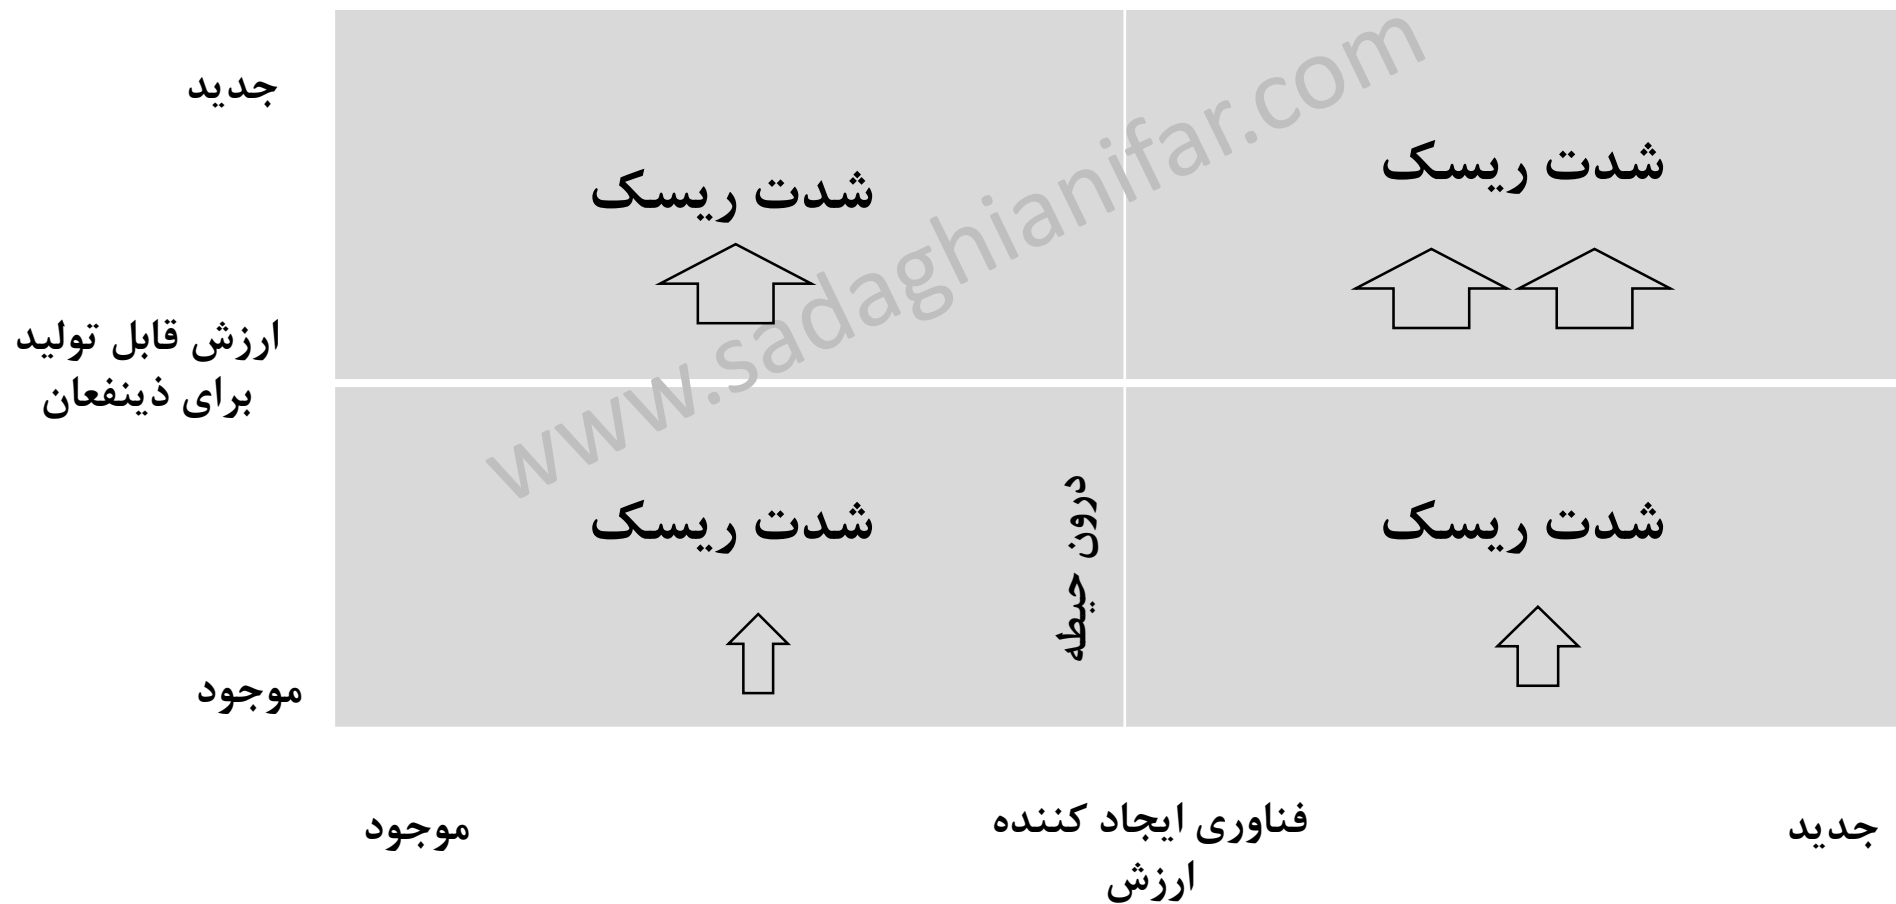 جدید
شدت ریسک
شدت ریسک
www.sadaghianifar.com
ارزش قابل تولید
برای ذینفعان
شدت ریسک
درون حیطه
شدت ریسک
موجود
موجود
فناوری ایجاد کننده
ارزش
جدید